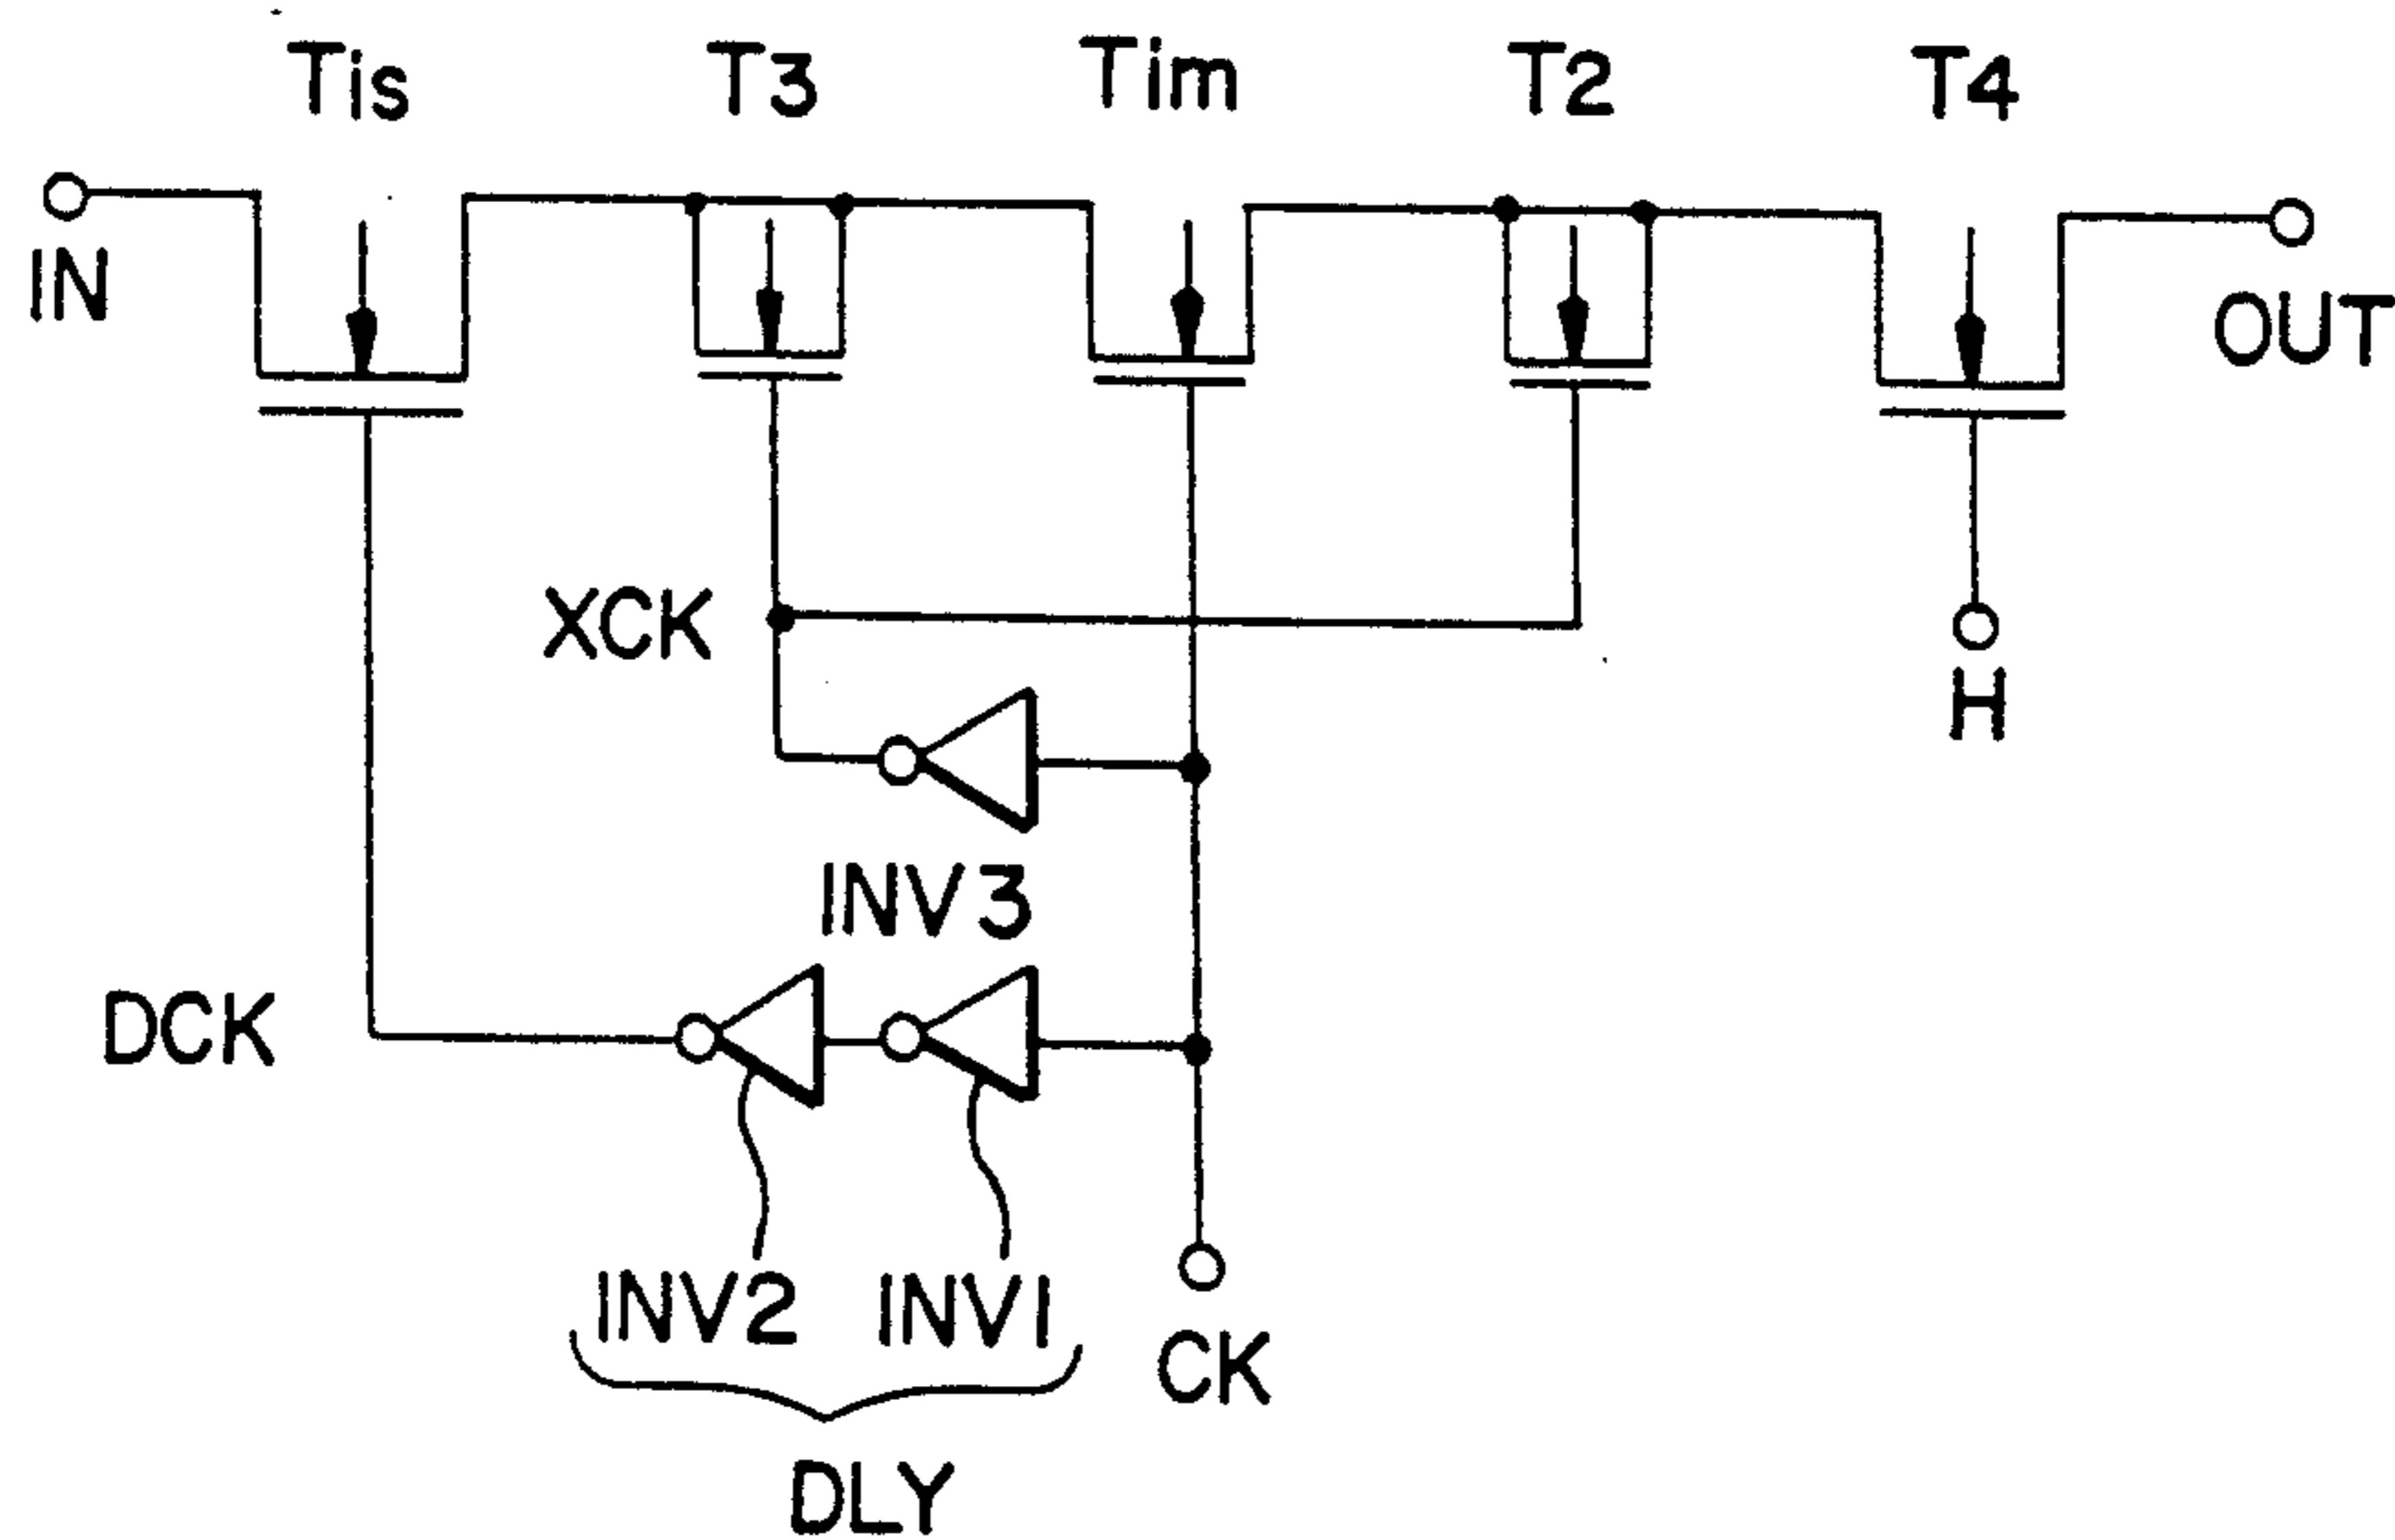 Tis T3 Tim T2 T4
IN
OUT
XCK
H
INV3
DCK
INV2 INV1
CK
DLY